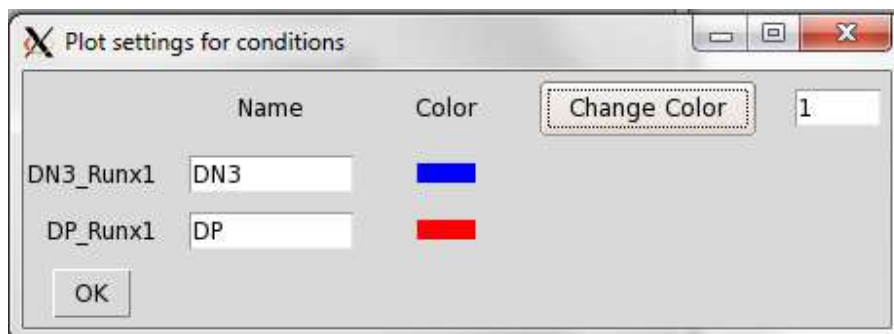 Plot settings for conditions
Name Color Change Color 1
DN3_Runx1 DN3
DP_Runx1 DP
OK